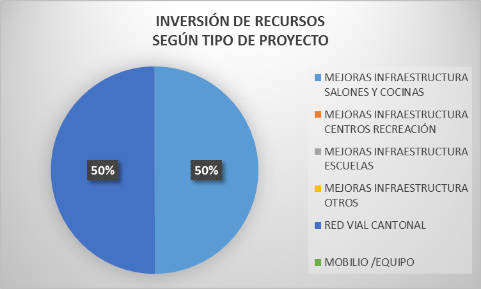 INVERSIÓN DE RECURSOS
SEGÚN TIPO DE PROYECTO
50%
50%
MEJORAS INFRAESTRUCTURA
SALONES Y COCINAS
MEJORAS INFRAESTRUCTURA
CENTROS RECREACIÓN
MEJORAS INFRAESTRUCTURA
ESCUELAS
MEJORAS INFRAESTRUCTURA
OTROS
RED VIAL CANTONAL
MOBILIO /EQUIPO